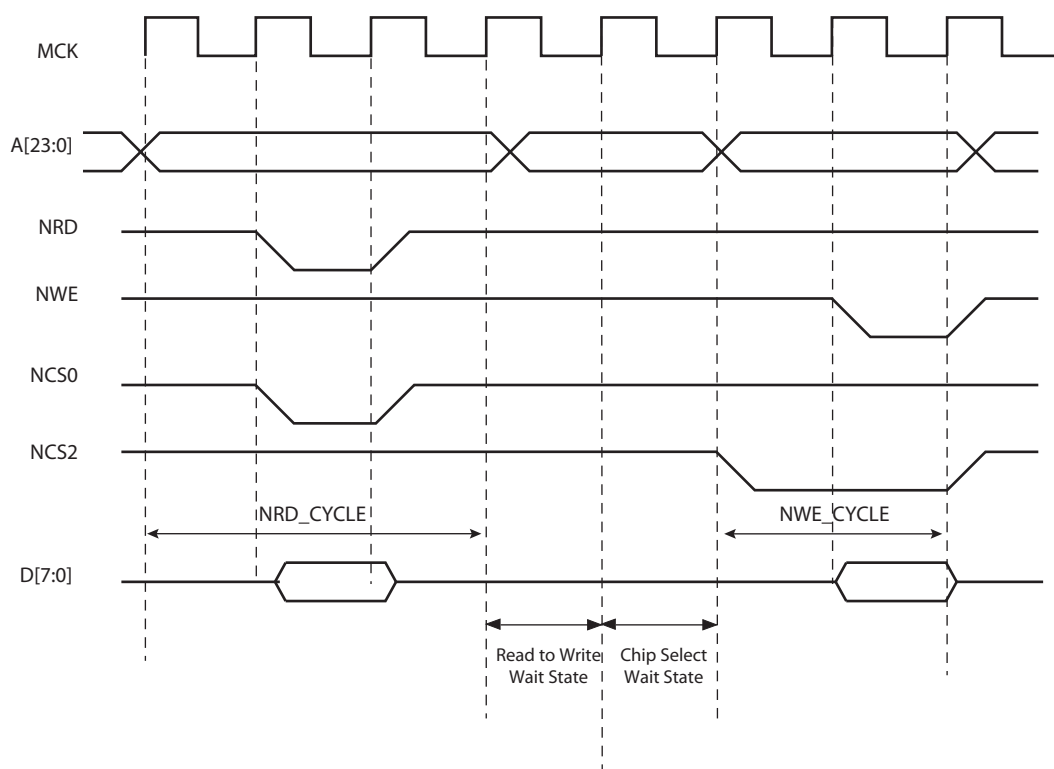 MCK
A[23:0]
NRD
NWE
NCS0
NCS2
NRD_CYCLE
NWE_CYCLE
D[7:0]
Read to Write
Wait State
Chip Select
Wait State